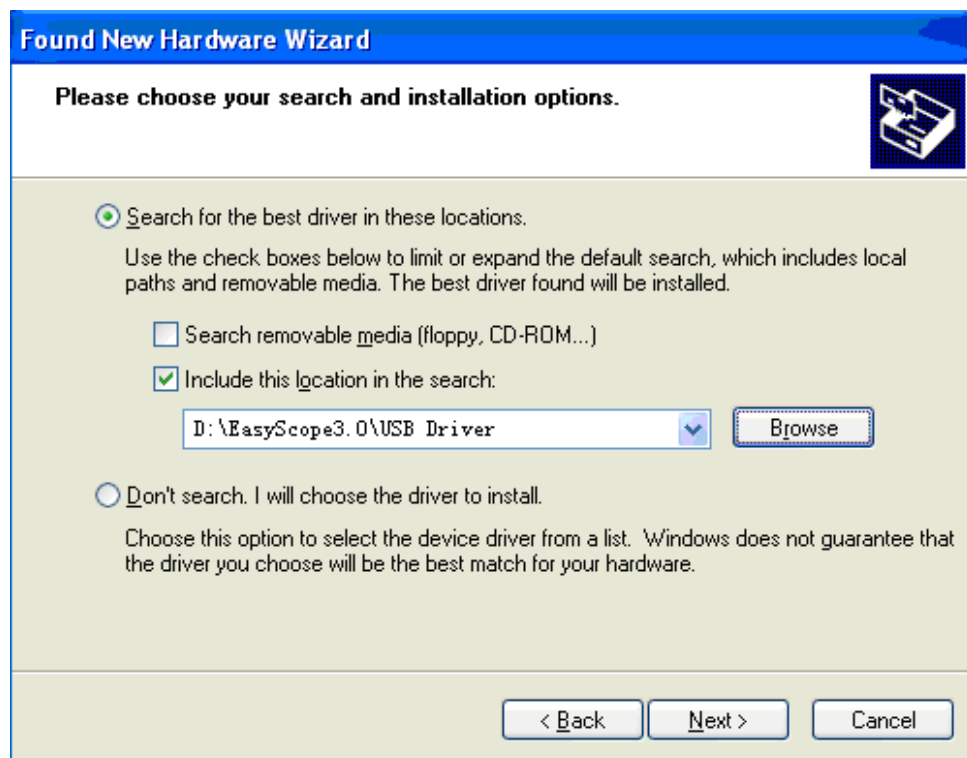 Found New Hardware Wizard
Please choose your search and installation options.
Search for the best driver in these locations.
Use the check boxes below to limit or expand the default search, which includes local
paths and removable media. The best driver found will be installed.
Search removable media (floppy, CD-ROM...)
Include this location in the search:
D:\EasyScope3.0\USB Driver
Browse
Don't search. I will choose the driver to install.
Choose this option to select the device driver from a list. Windows does not guarantee that
the driver you choose will be the best match for your hardware.
< Back Next > Cancel